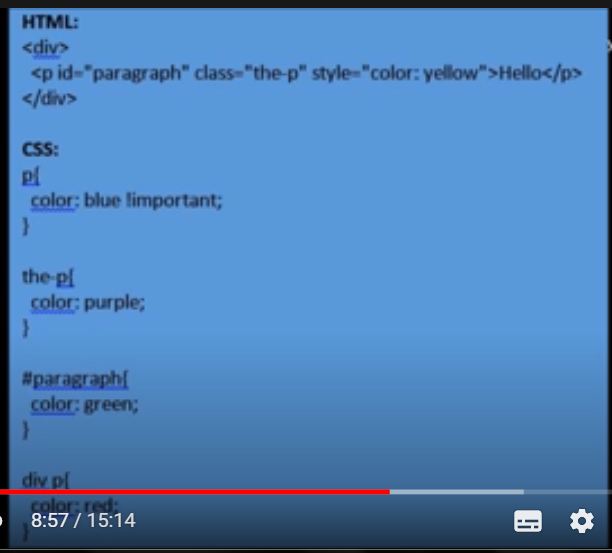 HTML:
<div>
<p id="paragraph" class="the-p" style="color: yellow">Hello</p>
</div>
CSS:
p{
color: blue !important;
}
the-p{
color: purple;
}
#paragraph{
color: green;
}
div p{
color: red;
}
8:57 / 15:14